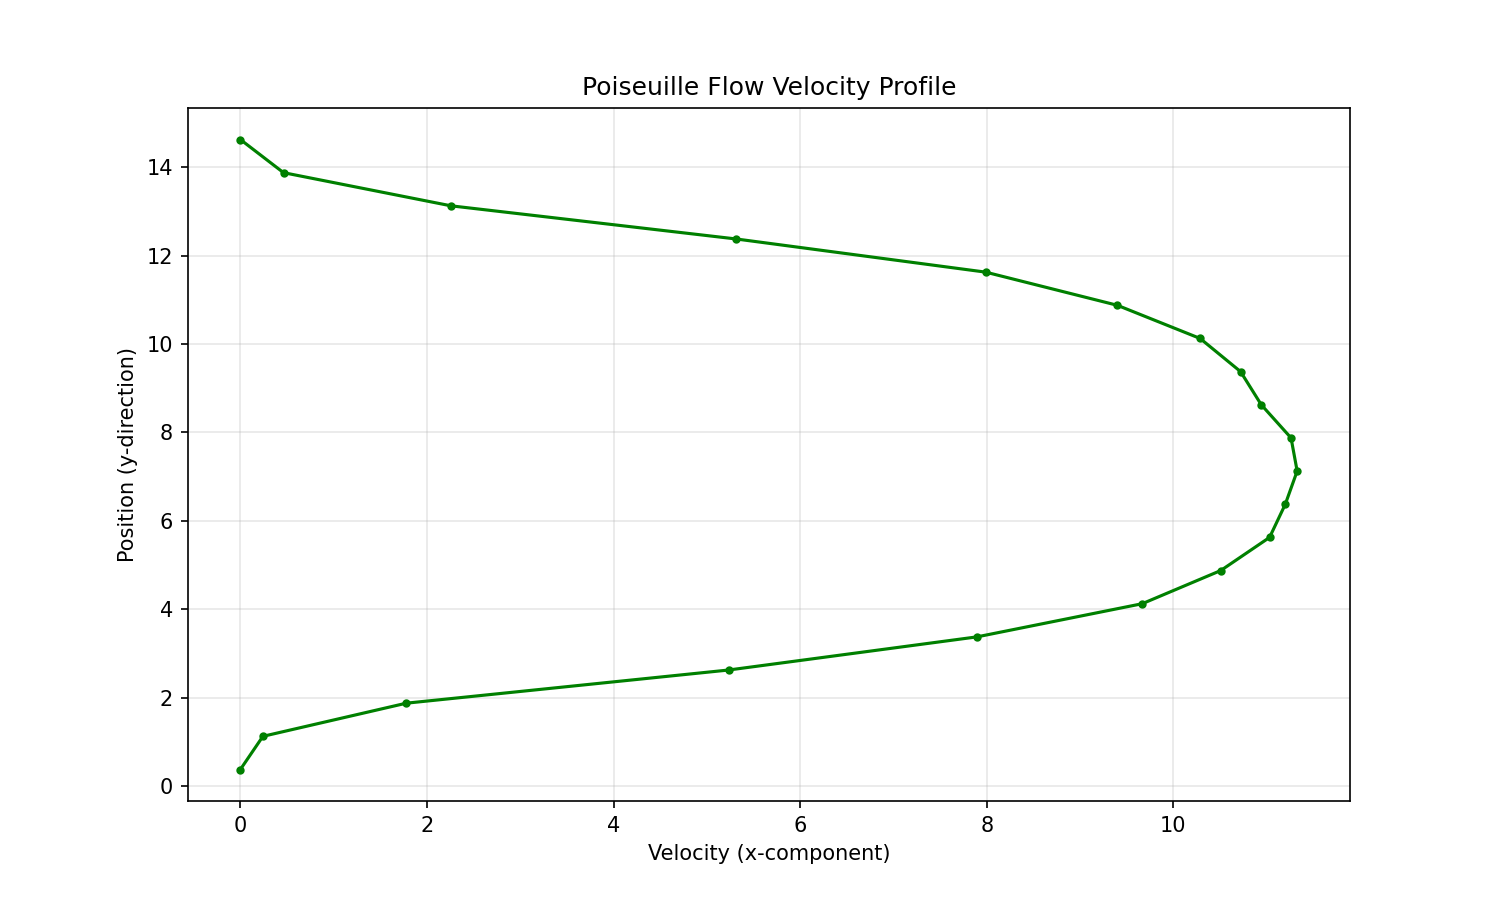 Poiseuille Flow Velocity Profile
14
12
10
8
6
4
2
0
Position (y-direction)
0 2 4 6 8 10
Velocity (x-component)